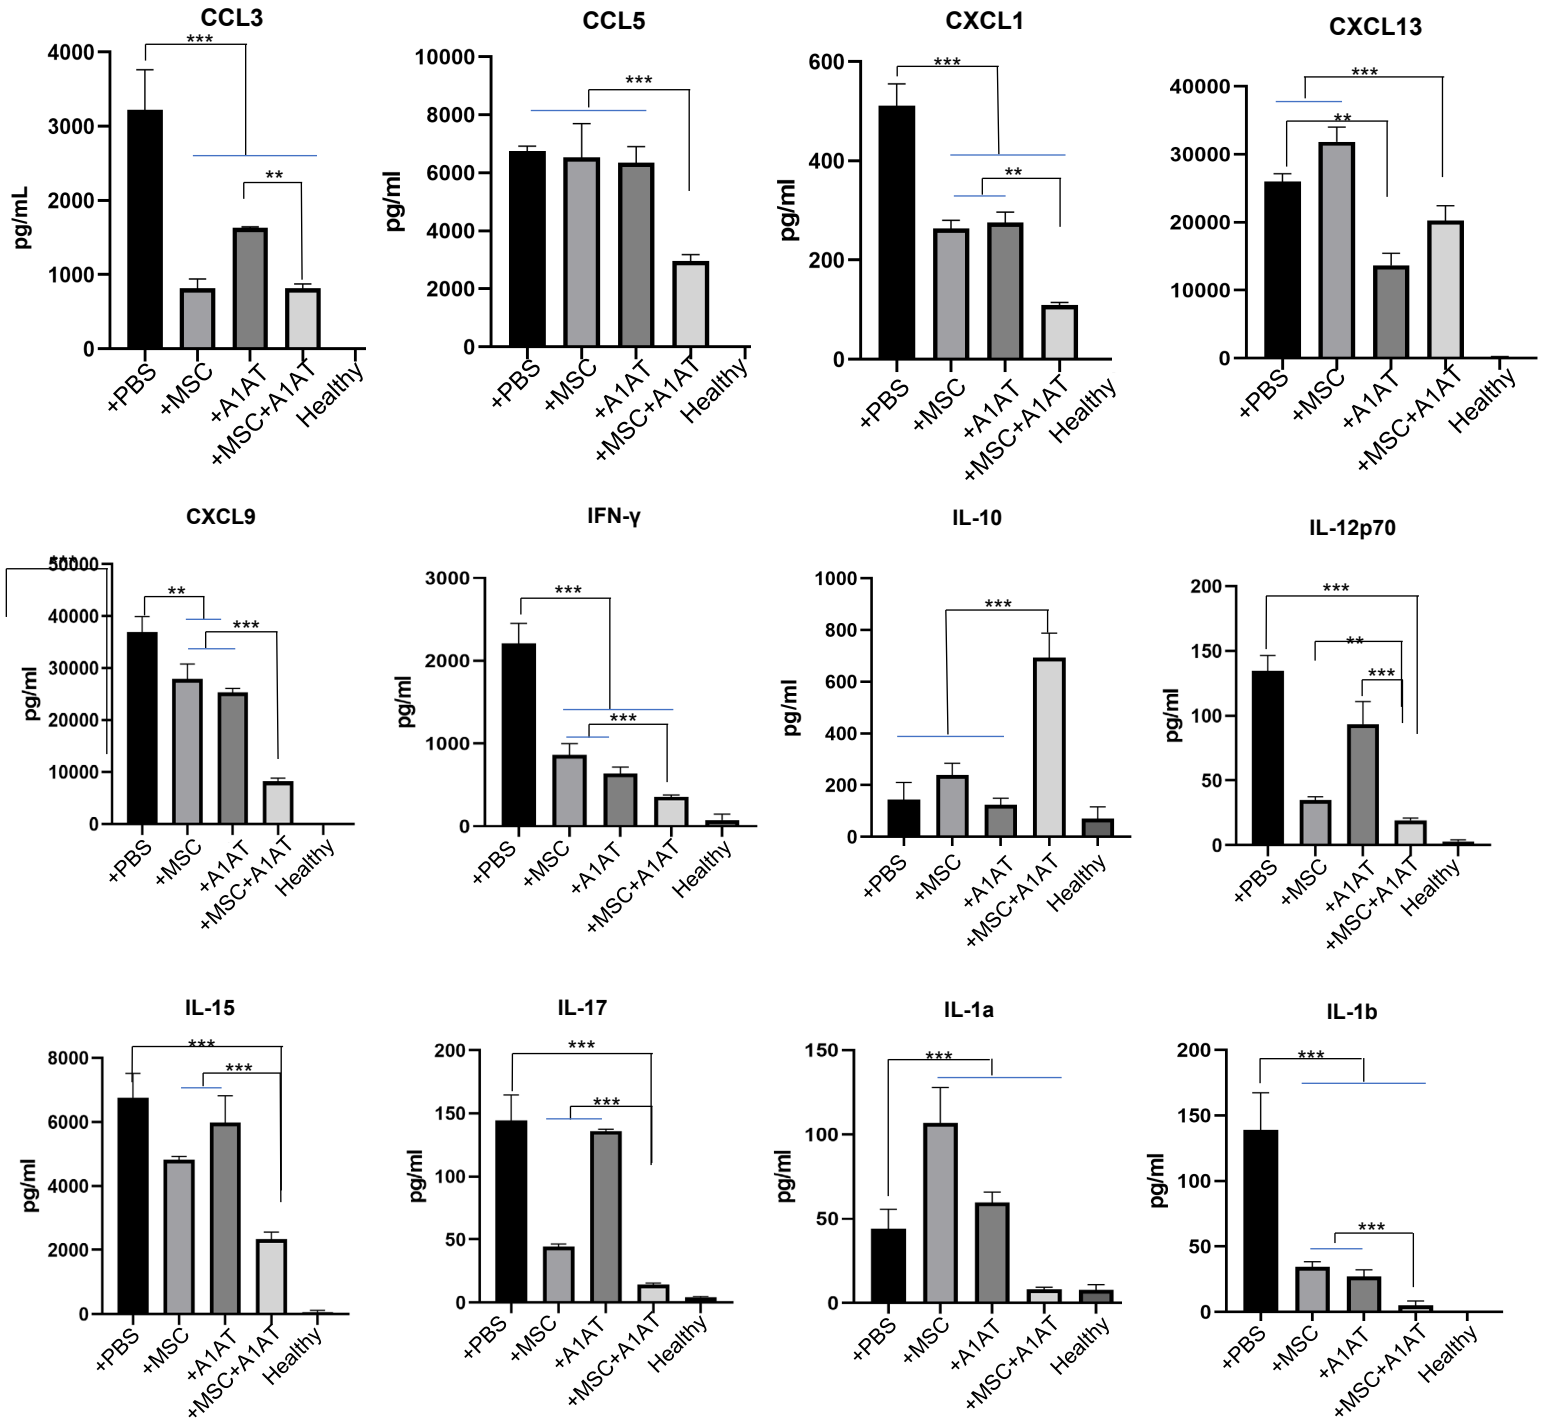 CCL3
4000
3000
2000
1000
0
pg/mL
***
**
+PBS
+MSC
+A1AT
+MSC+A1AT
Healthy
CCL5
10000
8000
6000
4000
2000
0
pg/ml
***
+PBS
+MSC
+A1AT
+MSC+A1AT
Healthy
CXCL1
600
400
200
0
pg/ml
***
**
+PBS
+MSC
+A1AT
+MSC+A1AT
Healthy
CXCL13
40000
30000
20000
10000
0
***
**
+PBS
+MSC
+A1AT
+MSC+A1AT
Healthy
CXCL9
***
50000
40000
30000
20000
10000
0
pg/ml
**
***
+PBS
+MSC
+A1AT
+MSC+A1AT
Healthy
IFN-γ
3000
2000
1000
0
pg/ml
***
***
+PBS
+MSC
+A1AT
+MSC+A1AT
Healthy
IL-10
1000
800
600
400
200
0
pg/ml
***
+PBS
+MSC
+A1AT
+MSC+A1AT
Healthy
IL-12p70
200
150
100
50
0
pg/ml
***
**
***
+PBS
+MSC
+A1AT
+MSC+A1AT
Healthy
IL-15
8000
6000
4000
2000
0
pg/ml
***
***
+PBS
+MSC
+A1AT
+MSC+A1AT
Healthy
IL-17
200
150
100
50
0
pg/ml
***
***
+PBS
+MSC
+A1AT
+MSC+A1AT
Healthy
IL-1a
150
100
50
0
pg/ml
***
+PBS
+MSC
+A1AT
+MSC+A1AT
Healthy
IL-1b
200
150
100
50
0
pg/ml
***
***
+PBS
+MSC
+A1AT
+MSC+A1AT
Healthy